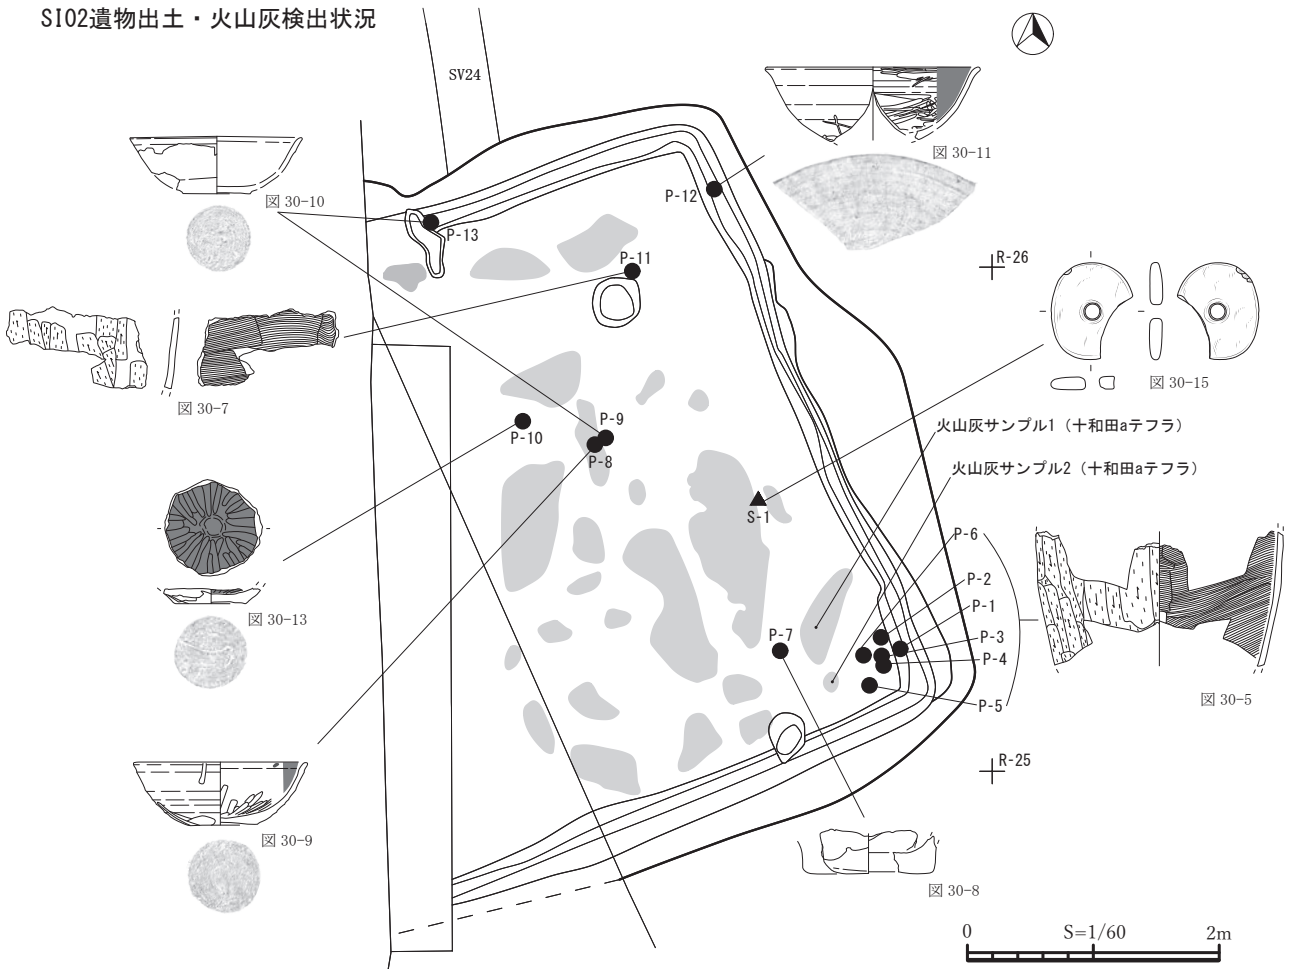 SI02遺物出土・火山灰検出状況
SV24
図 30-11
図 30-10
P-12
P-13
R-26
P-11
図 30-15
図 30-7
火山灰サンプル1（十和田aテフラ）
P-9
P-10
P-8
火山灰サンプル2（十和田aテフラ）
S-1
P-6
P-2
P-1
図 30-13
P-7
P-3
P-4
図 30-5
P-5
R-25
図 30-9
図 30-8
0 S=1/60 2m